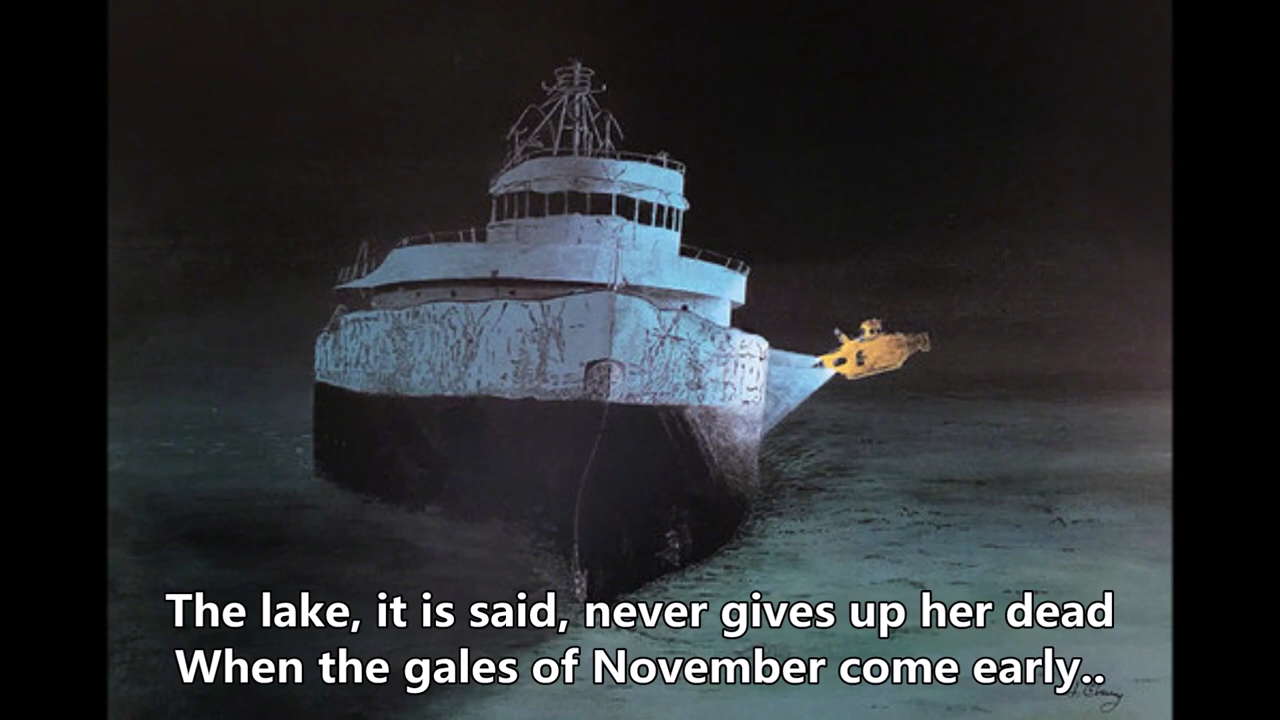 The lake, it is said, never gives up her dead
When the gales of November come early..